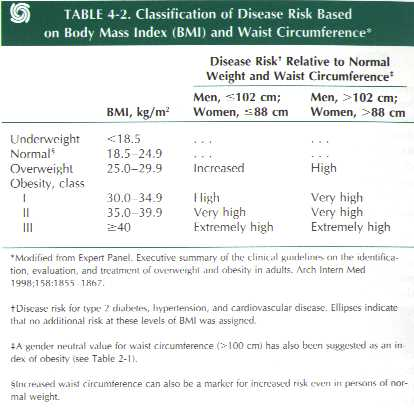 TABLE 4-2. Classification of Disease Risk Based
on Body Mass Index (BMI) and Waist Circumference*
Disease Risk† Relative to Normal
Weight and Waist Circumference‡
Men, ≤102 cm; Men, >102 cm;
BMI, kg/m² Women, ≤88 cm Women, >88 cm
Underweight <18.5 . . . . . .
Normal§ 18.5–24.9 . . . . . .
Overweight 25.0–29.9 Increased High
Obesity, class
I 30.0–34.9 High Very high
II 35.0–39.9 Very high Very high
III ≥40 Extremely high Extremely high
*Modified from Expert Panel. Executive summary of the clinical guidelines on the identifica-
tion, evaluation, and treatment of overweight and obesity in adults. Arch Intern Med
1998;158:1855–1867.
†Disease risk for type 2 diabetes, hypertension, and cardiovascular disease. Ellipses indicate
that no additional risk at these levels of BMI was assigned.
‡A gender neutral value for waist circumference (>100 cm) has also been suggested as an in-
dex of obesity (see Table 2-1).
§Increased waist circumference can also be a marker for increased risk even in persons of nor-
mal weight.